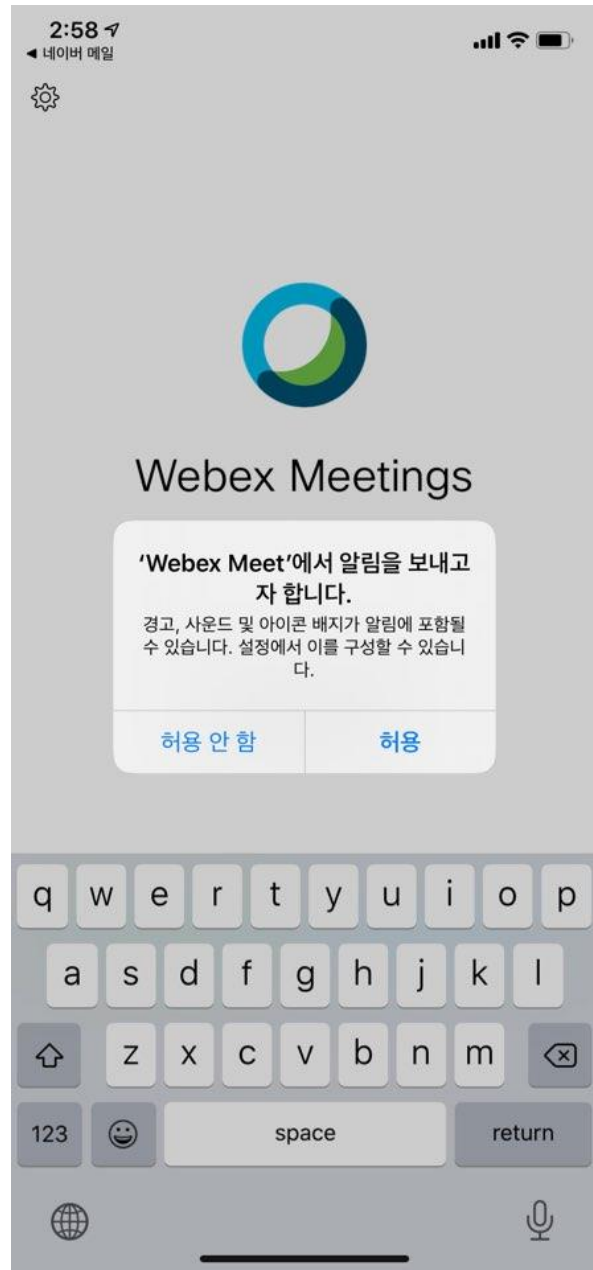 2:58
◀ 네이버 메일
Webex Meetings
‘Webex Meet’에서 알림을 보내고
자 합니다.
경고, 사운드 및 아이콘 배지가 알림에 포함될
수 있습니다. 설정에서 이를 구성할 수 있습니
다.
허용 안 함 허용
q w e r t y u i o p
a s d f g h j k l
z x c v b n m
123 space return